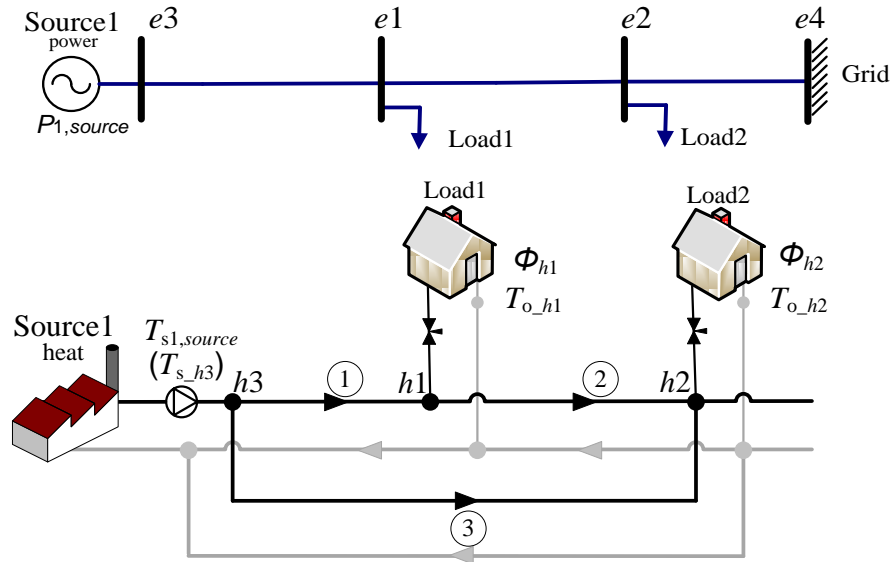 Source1
power
e3
e1
e2
e4
Grid
P1,source
Load1
Load2
Load1
Load2
Φh1
To_h1
Φh2
To_h2
Source1
heat
Ts1,source
(Ts_h3)
h3
1
h1
2
h2
3